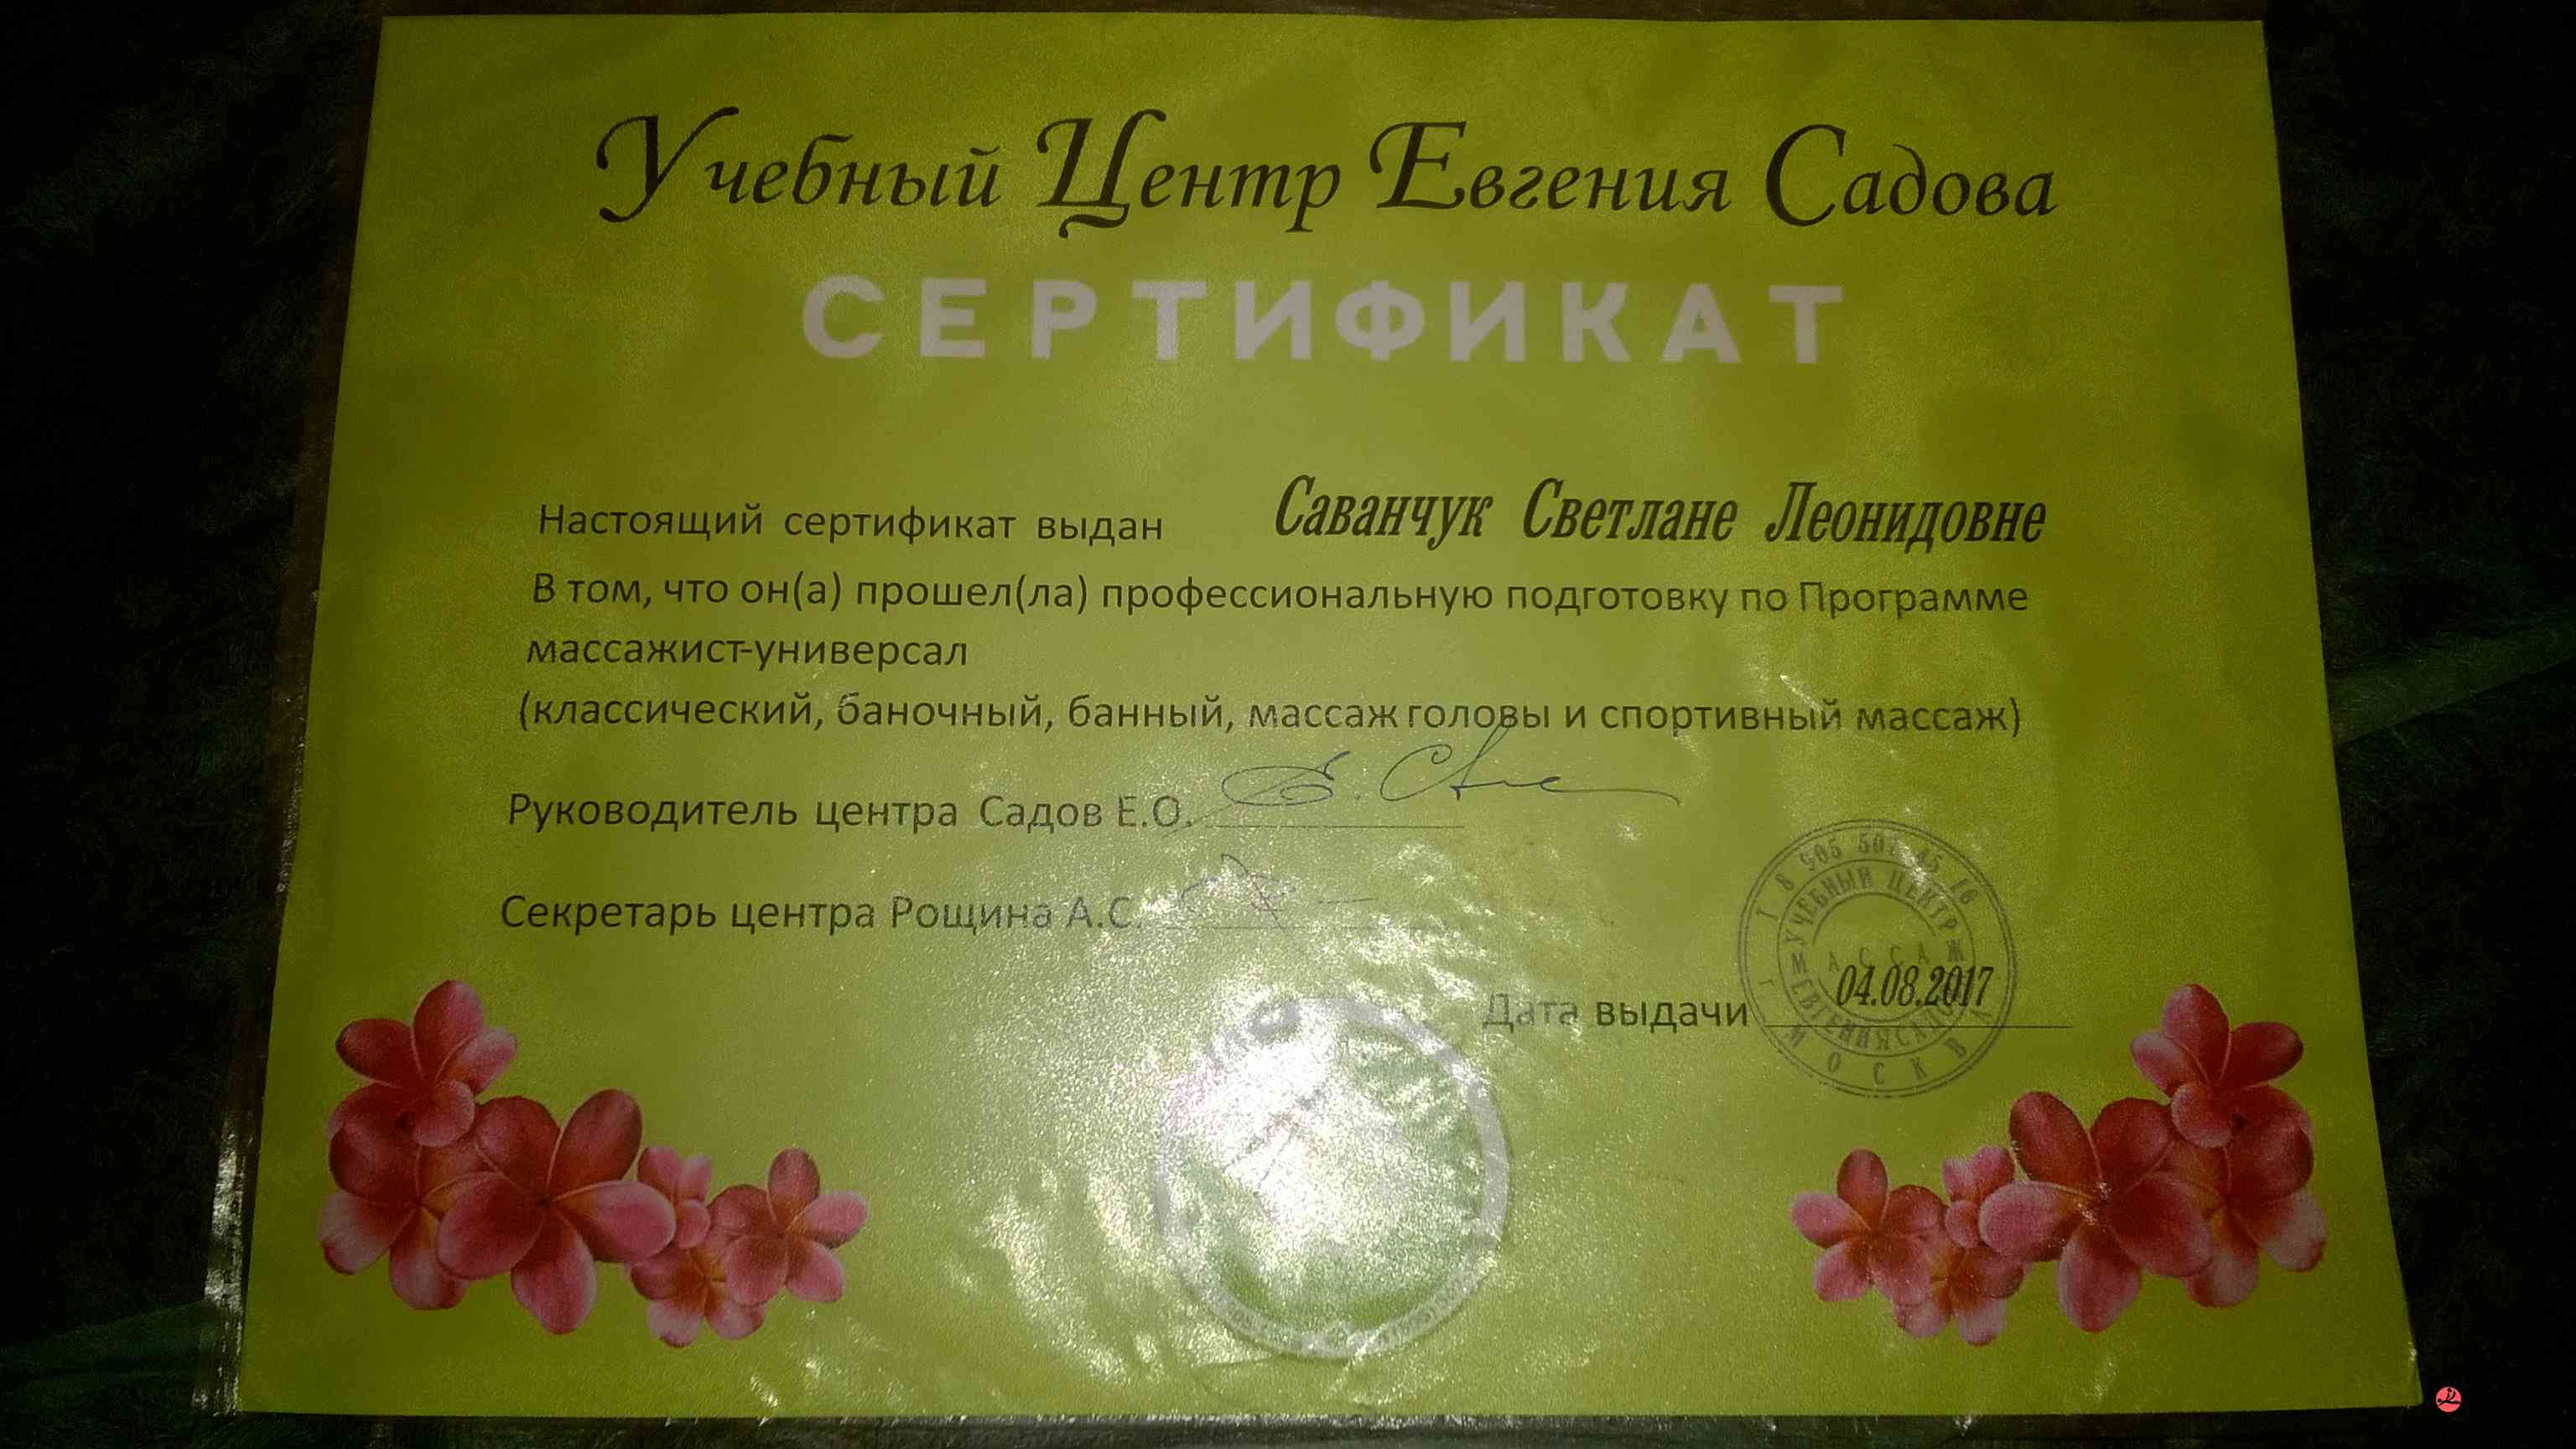 Учебный Центр Евгения Садова
СЕРТИФИКАТ
Настоящий сертификат выдан Саванчук Светлане Леонидовне
В том, что он(а) прошел(ла) профессиональную подготовку по Программе
массажист-универсал
(классический, баночный, банный, массаж головы и спортивный массаж)
Руководитель центра Садов Е.О.
Секретарь центра Рощина А.С.
Дата выдачи 04.08.2017
УЧЕБНЫЙ ЦЕНТР
МАССАЖ
ЕВГЕНИЯ САДОВА
Г МОСКВА